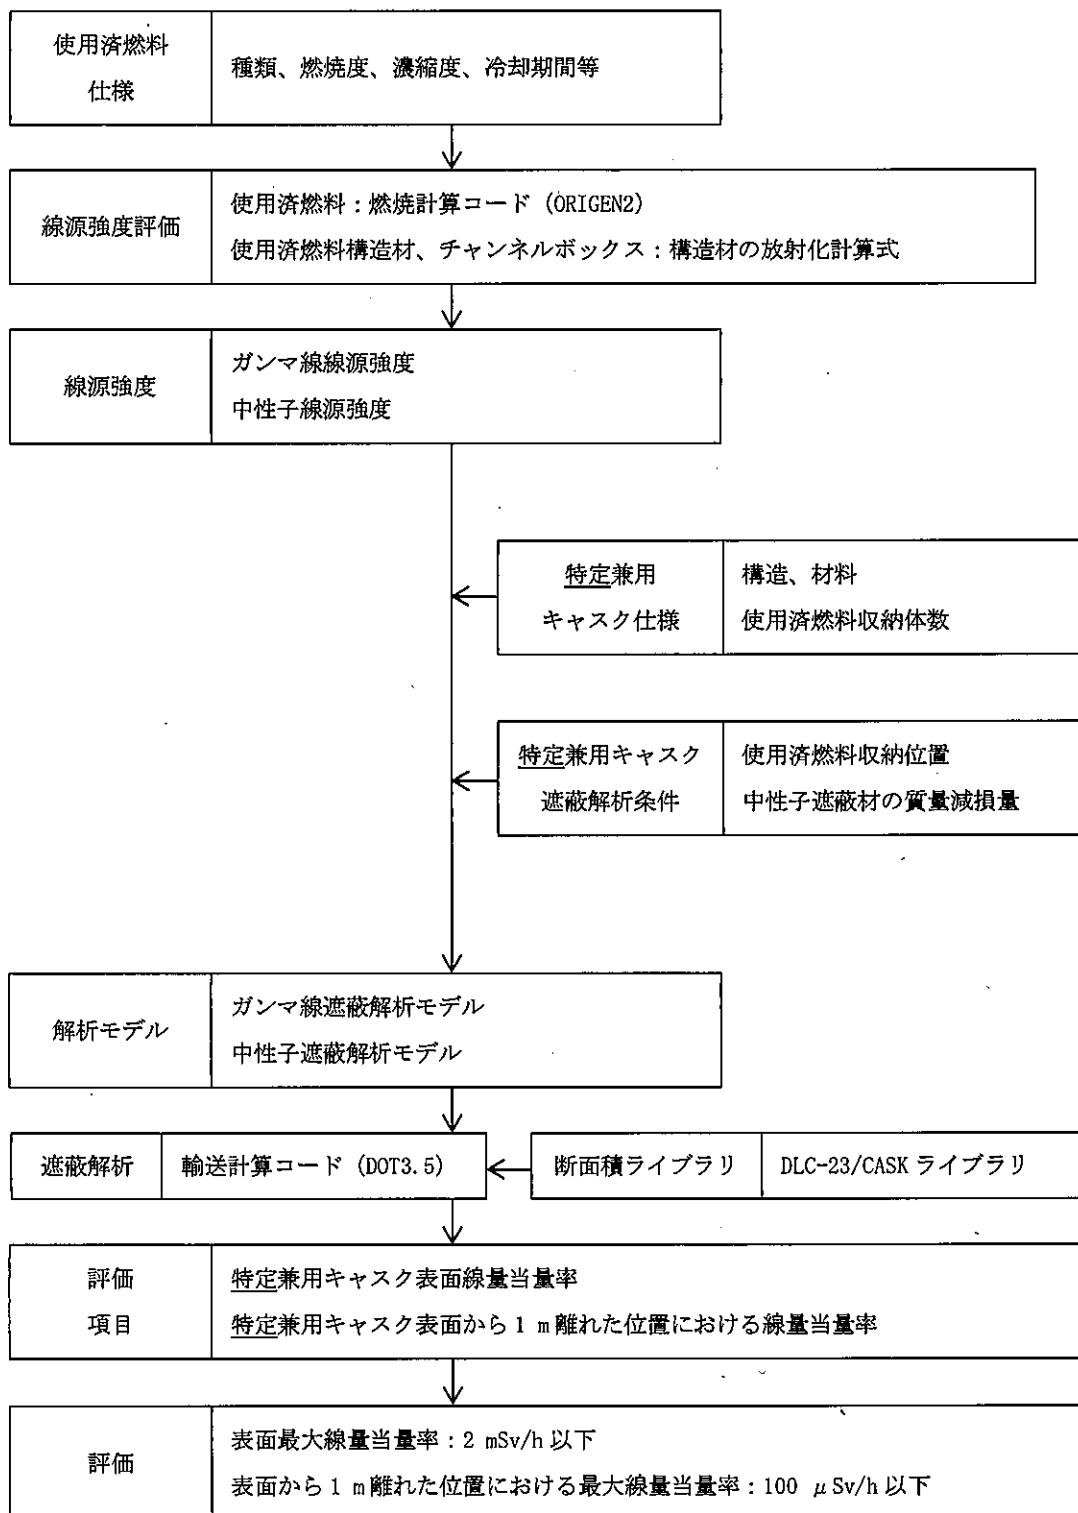 使用済燃料
仕様
種類、燃焼度、濃縮度、冷却期間等
線源強度評価
使用済燃料：燃焼計算コード (ORIGEN2)
使用済燃料構造材、チャンネルボックス：構造材の放射化計算式
線源強度
ガンマ線線源強度
中性子線源強度
特定兼用
キャスク仕様
構造、材料
使用済燃料収納体数
特定兼用キャスク
遮蔽解析条件
使用済燃料収納位置
中性子遮蔽材の質量減損量
解析モデル
ガンマ線遮蔽解析モデル
中性子遮蔽解析モデル
遮蔽解析
輸送計算コード (DOT3.5)
断面積ライブラリ
DLC-23/CASK ライブラリ
評価
項目
特定兼用キャスク表面線量当量率
特定兼用キャスク表面から 1 m 離れた位置における線量当量率
評価
表面最大線量当量率：2 mSv/h 以下
表面から 1 m 離れた位置における最大線量当量率：100 μSv/h 以下